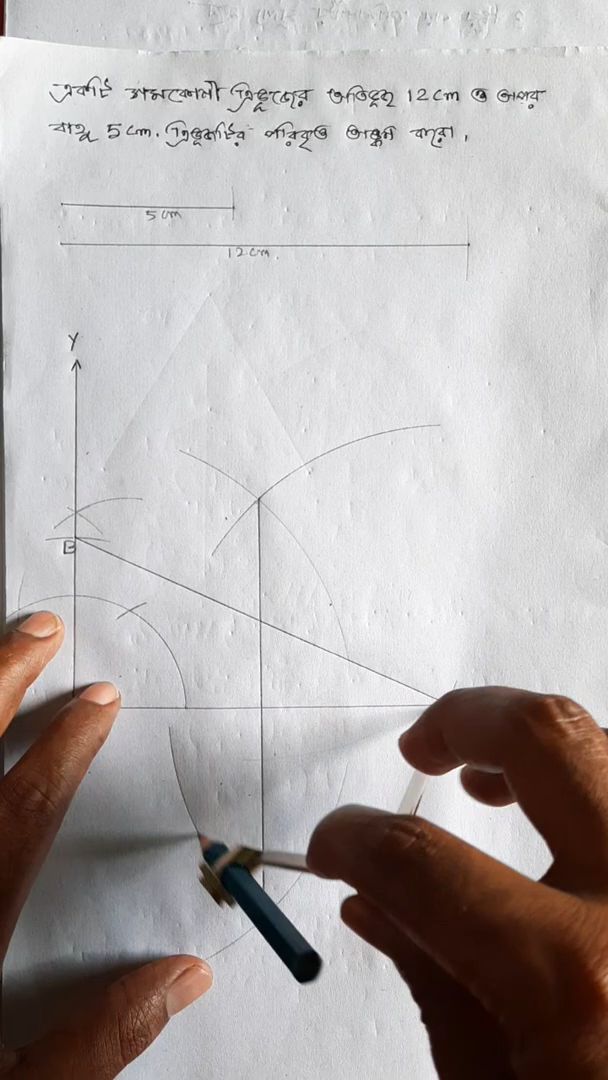 একটি সমকোণী ত্রিভুজের অতিভুজ 12 cm ও অপর
বাহু 5 cm. ত্রিভুজটির পরিবৃত্ত অঙ্কন করো।
5 cm
12 cm.
Y
B